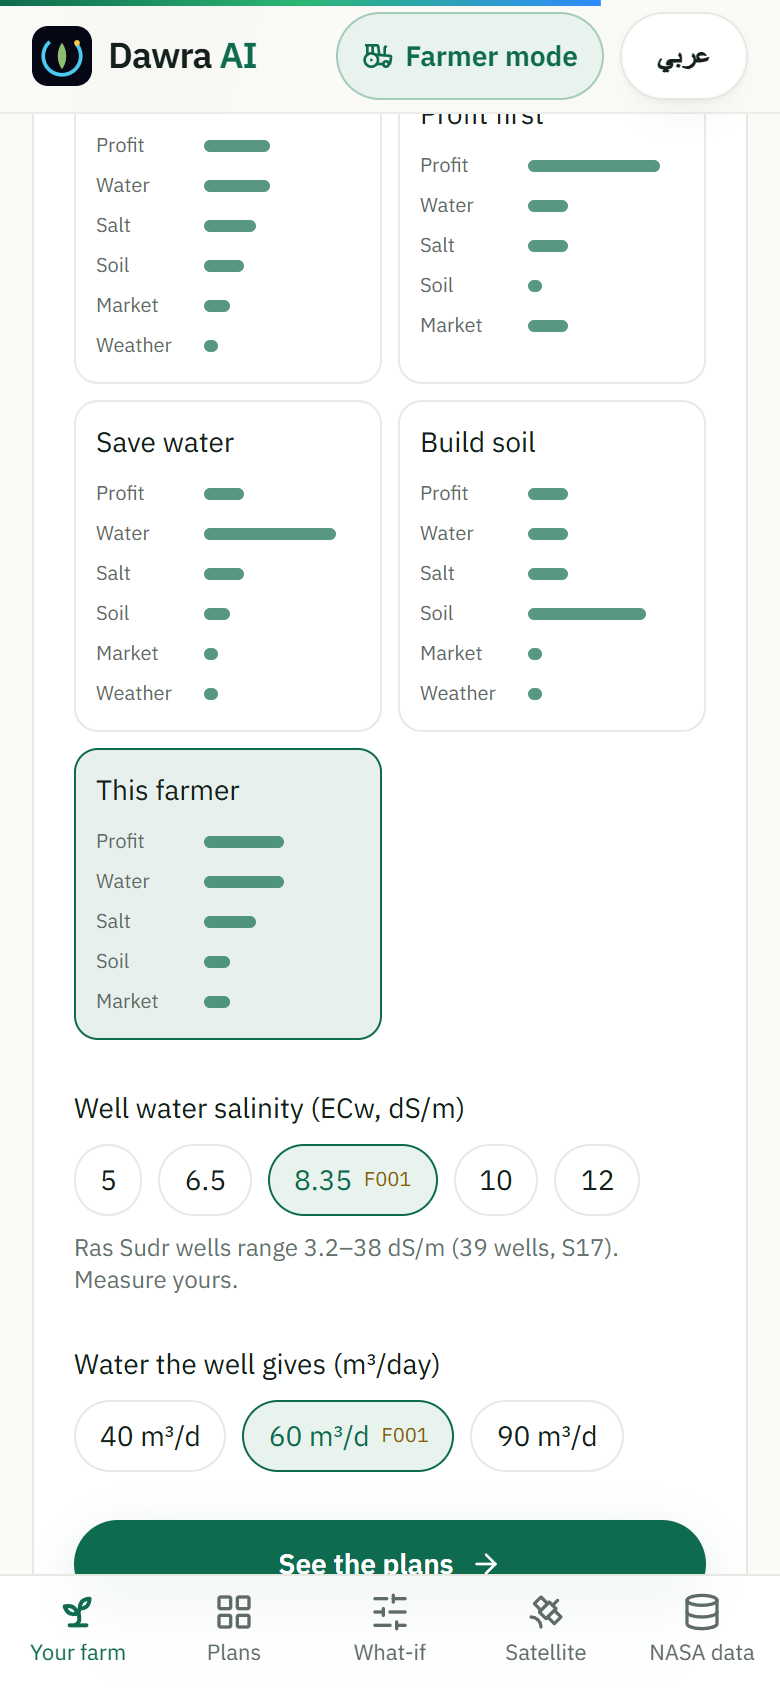 Dawra AI
Farmer mode
عربي
Profit
Water
Salt
Soil
Market
Weather
Profit first
Profit
Water
Salt
Soil
Market
Save water
Profit
Water
Salt
Soil
Market
Weather
Build soil
Profit
Water
Salt
Soil
Market
Weather
This farmer
Profit
Water
Salt
Soil
Market
Well water salinity (ECw, dS/m)
5
6.5
8.35 F001
10
12
Ras Sudr wells range 3.2–38 dS/m (39 wells, S17).
Measure yours.
Water the well gives (m³/day)
40 m³/d
60 m³/d F001
90 m³/d
See the plans →
Your farm
Plans
What-if
Satellite
NASA data